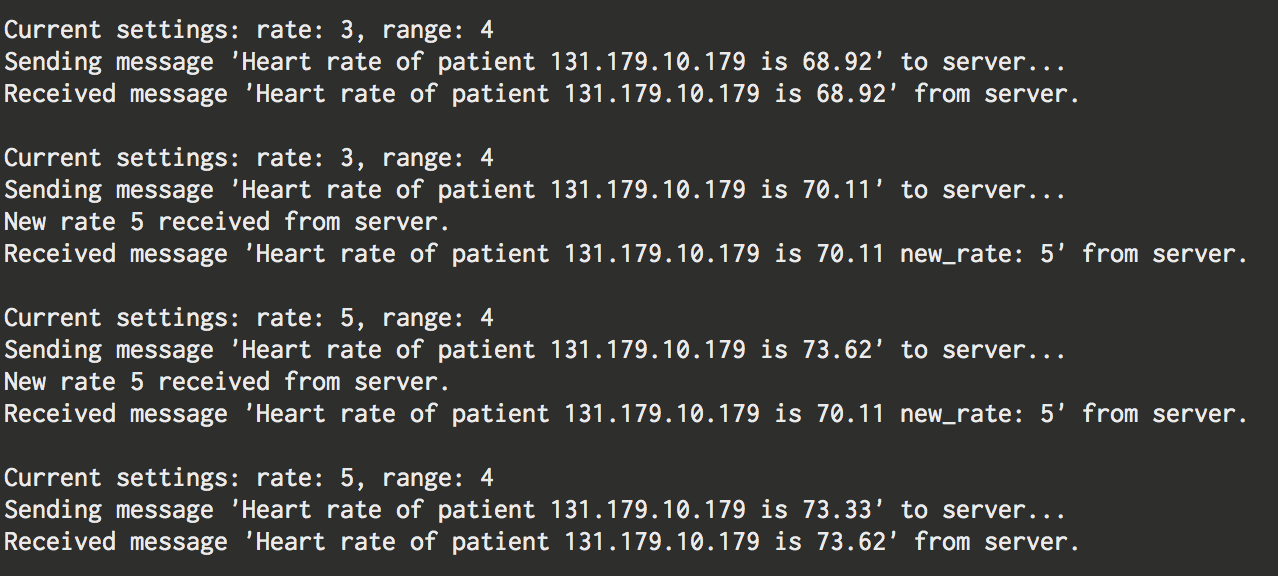 Current settings: rate: 3, range: 4
Sending message 'Heart rate of patient 131.179.10.179 is 68.92' to server...
Received message 'Heart rate of patient 131.179.10.179 is 68.92' from server.
Current settings: rate: 3, range: 4
Sending message 'Heart rate of patient 131.179.10.179 is 70.11' to server...
New rate 5 received from server.
Received message 'Heart rate of patient 131.179.10.179 is 70.11 new_rate: 5' from server.
Current settings: rate: 5, range: 4
Sending message 'Heart rate of patient 131.179.10.179 is 73.62' to server...
New rate 5 received from server.
Received message 'Heart rate of patient 131.179.10.179 is 70.11 new_rate: 5' from server.
Current settings: rate: 5, range: 4
Sending message 'Heart rate of patient 131.179.10.179 is 73.33' to server...
Received message 'Heart rate of patient 131.179.10.179 is 73.62' from server.